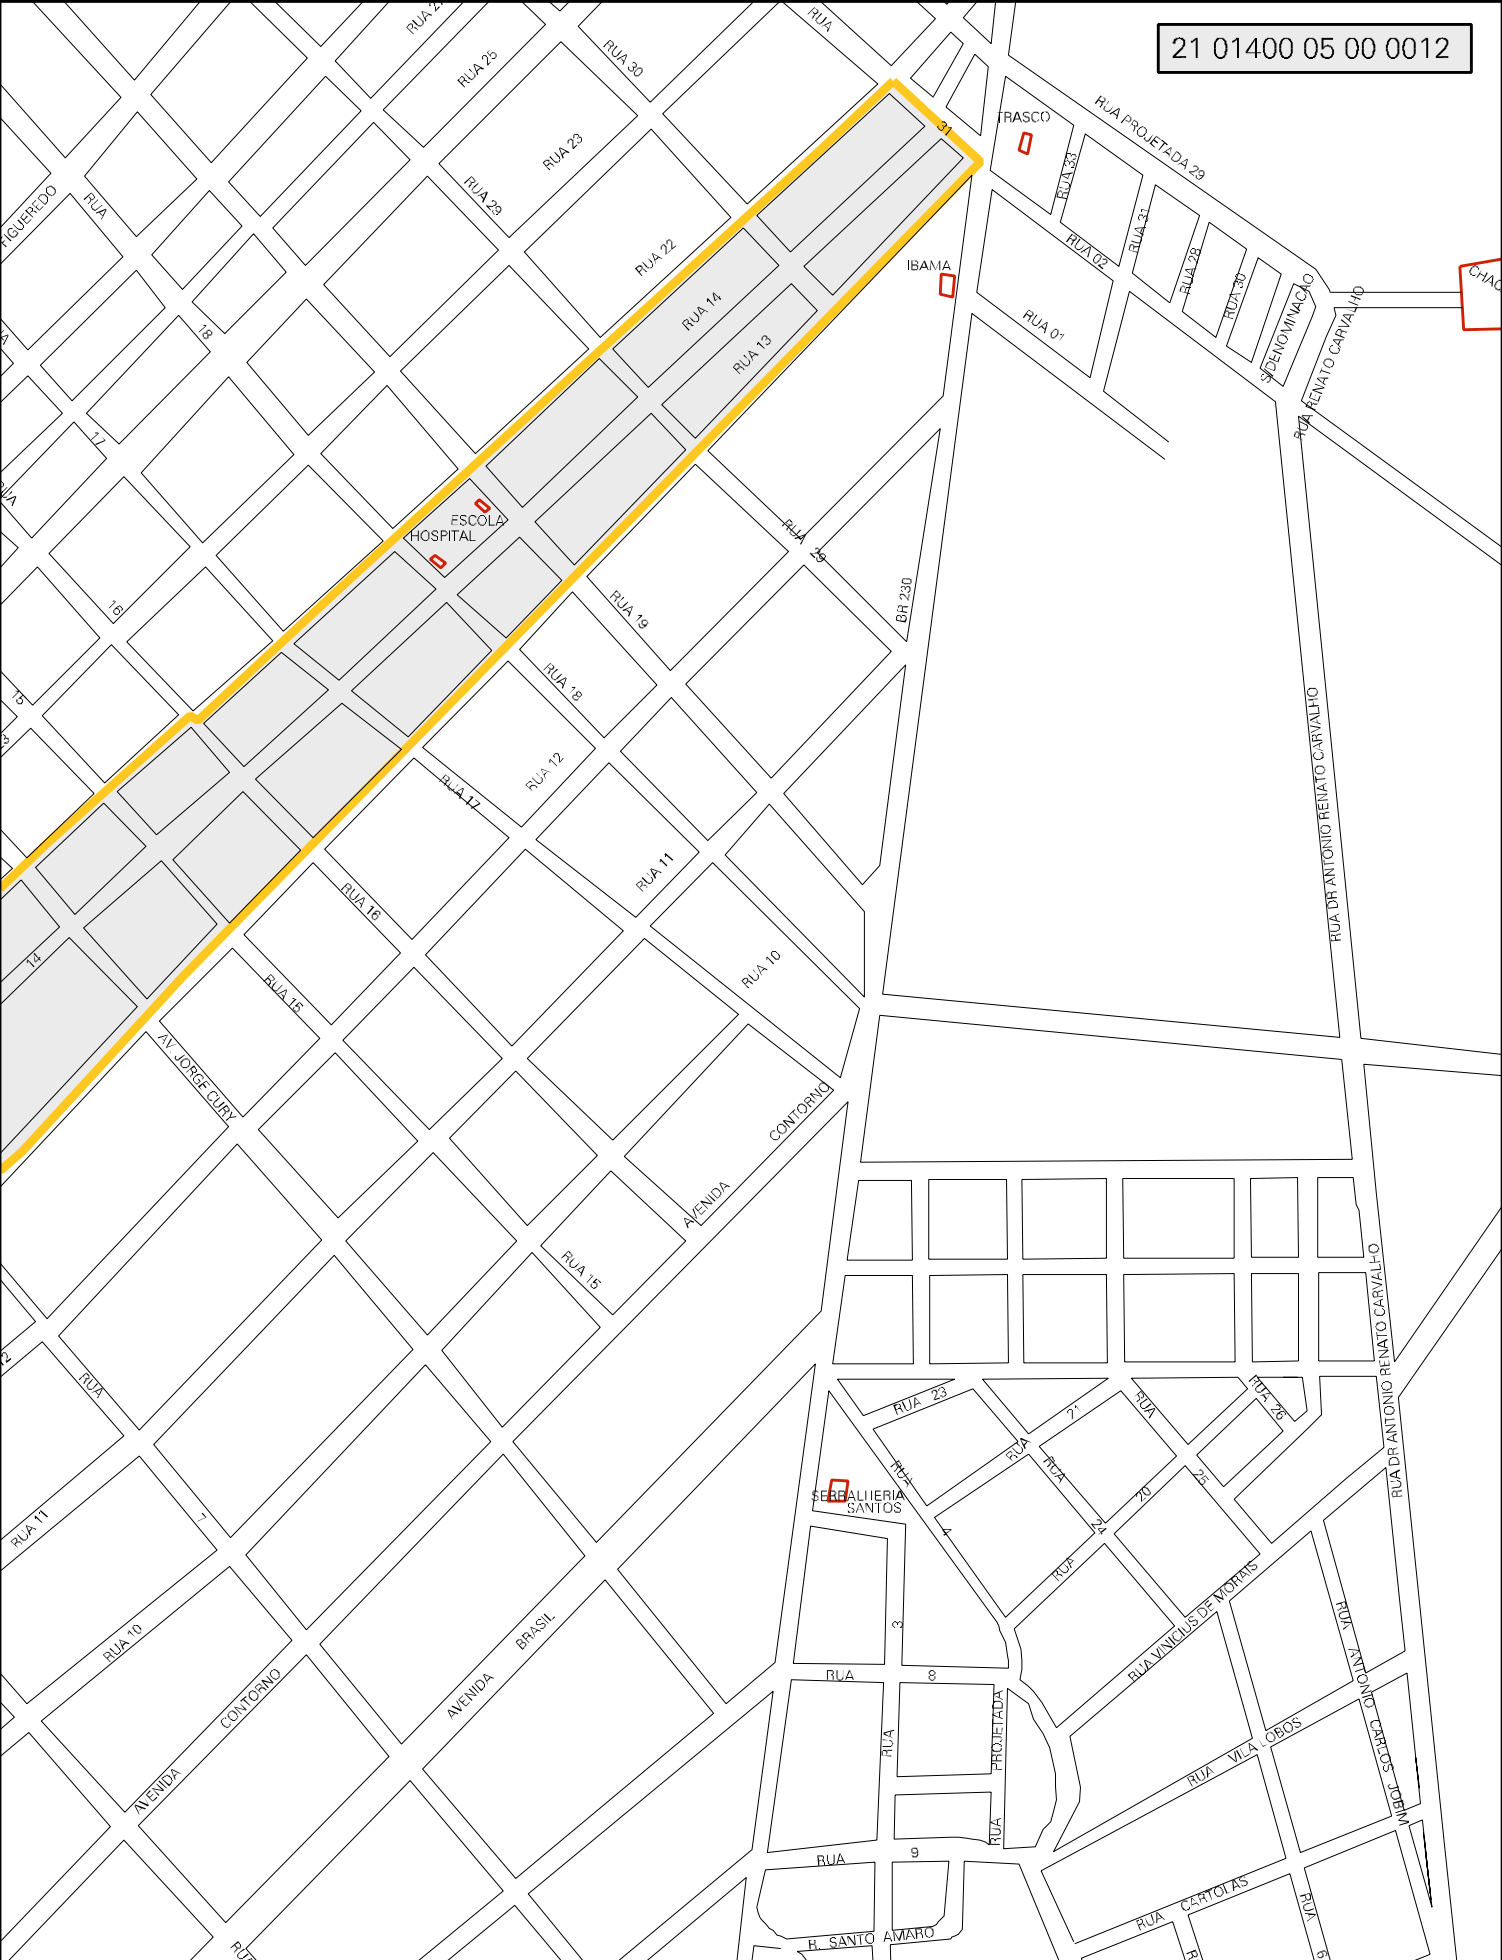 21 01400 05 00 0012
RUA
RUA 25
RUA 30
RUA 23
RUA 29
RUA 22
31
TRASCO
RUA PROJETADA 29
RUA 33
RUA 31
RUA 02
RUA 28
RUA 30
S/DENOMINACAO
RUA RENATO CARVALHO
IBAMA
RUA 01
FIGUEREDO
RUA
18
17
16
15
RUA 14
RUA 13
ESCOLA
HOSPITAL
RUA 29
BR 230
RUA 19
RUA 18
RUA 12
RUA 17
RUA 11
RUA 16
RUA 10
RUA 15
14
AV. JORGE CURY
AVENIDA CONTORNO
RUA 15
RUA DR ANTONIO RENATO CARVALHO
RUA DR ANTONIO RENATO CARVALHO
RUA 7
RUA 11
RUA 10
AVENIDA CONTORNO
AVENIDA BRASIL
RUA 23
RUA 21
RUA
RUA 26
RUA 4
RUA 24
25
RUA 20
SERRALHERIA
SANTOS
RUA 3
RUA 8
RUA PROJETADA
RUA VINICIUS DE MORAIS
RUA ANTONIO CARLOS JOBIM
RUA VILA LOBOS
RUA 9
RUA CARTOLAS
RUA
R. SANTO AMARO